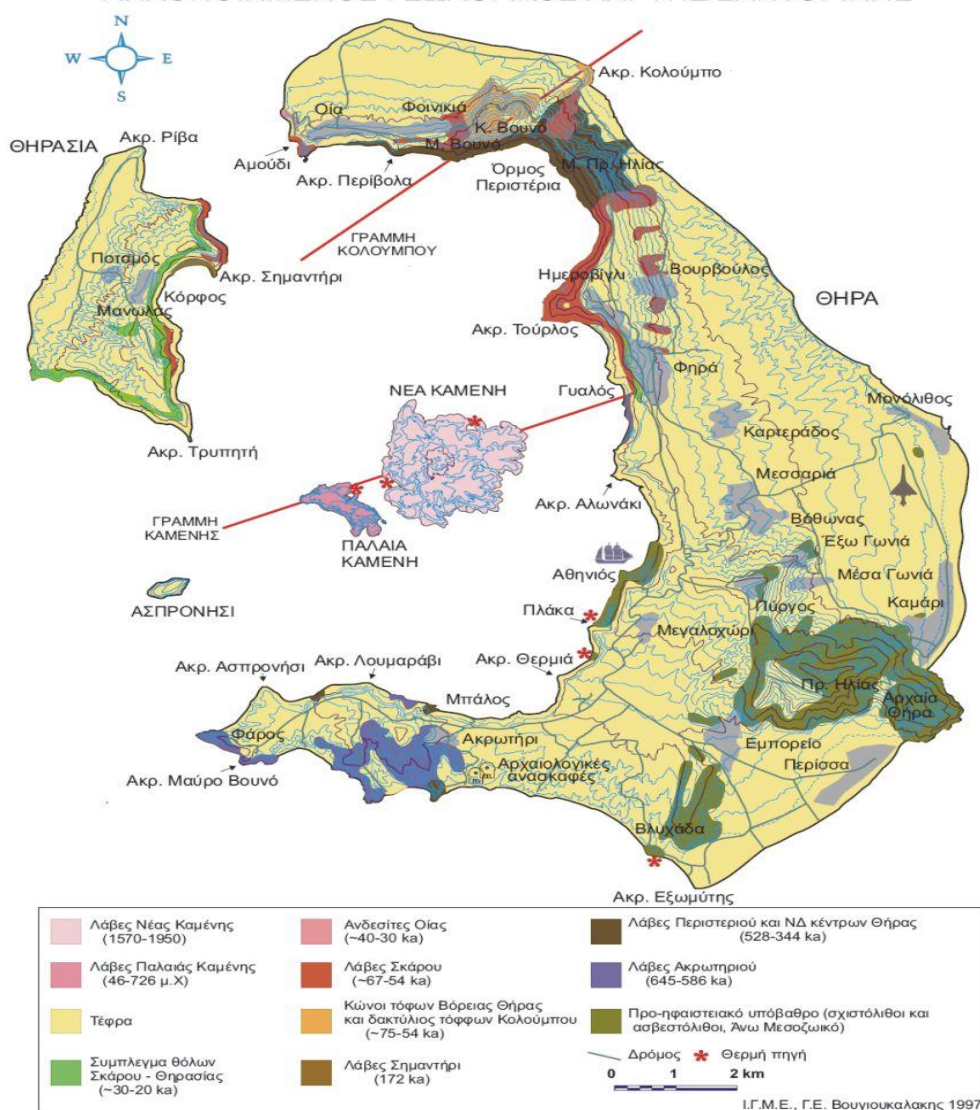 N
W E
S
Ακρ. Κολούμπο
Οία
Φοινικιά
Κ. Βουνό
Μ. Βουνό
Ακρ. Ρίβα
ΘΗΡΑΣΙΑ
Αμούδι
Ακρ. Περίβολα
Όρμος
Περιστέρια
Μ. Πρ. Ηλίας
ΓΡΑΜΜΗ
ΚΟΛΟΥΜΠΟΥ
Ποταμός
Ακρ. Σημαντήρι
Κόρφος
Μανωλάς
Ημεροβίγλι
Βουρβούλος
ΘΗΡΑ
Ακρ. Τούρλος
Φηρά
Γυαλός
ΝΕΑ ΚΑΜΕΝΗ
Μονόλιθος
Καρτεράδος
Ακρ. Τρυπητή
Μεσσαριά
Ακρ. Αλωνάκι
ΓΡΑΜΜΗ
ΚΑΜΕΝΗΣ
ΠΑΛΑΙΑ
ΚΑΜΕΝΗ
Βόθωνας
Έξω Γωνιά
Αθηνιός
Μέσα Γωνιά
ΑΣΠΡΟΝΗΣΙ
Πλάκα
Πύργος
Καμάρι
Μεγαλοχώρι
Ακρ. Θερμιά
Ακρ. Ασπρονήσι
Ακρ. Λουμαράβι
Πρ. Ηλίας
Αρχαία
Θήρα
Μπάλος
Φάρος
Ακρωτήρι
Εμπορείο
Περίσσα
Ακρ. Μαύρο Βουνό
Αρχαιολογικές
ανασκαφές
Βλυχάδα
Ακρ. Εξωμύτης
Λάβες Νέας Καμένης
(1570-1950)
Λάβες Παλαιάς Καμένης
(46-726 μ.Χ)
Τέφρα
Συμπλεγμα θόλων
Σκάρου - Θηρασίας
(~30-20 ka)
Ανδεσίτες Οίας
(~40-30 ka)
Λάβες Σκάρου
(~67-54 ka)
Κώνοι τόφων Βόρειας Θήρας
και δακτύλιος τόφφων Κολούμπου
(~75-54 ka)
Λάβες Σημαντήρι
(172 ka)
Λάβες Περιστεριού και ΝΔ κέντρων Θήρας
(528-344 ka)
Λάβες Ακρωτηριού
(645-586 ka)
Προ-ηφαιστειακό υπόβαθρο (σχιστόλιθοι και
ασβεστόλιθοι, Άνω Μεσοζωικό)
Δρόμος * Θερμή πηγή
0 1 2 km
Ι.Γ.Μ.Ε., Γ.Ε. Βουγιουκαλακης 1997